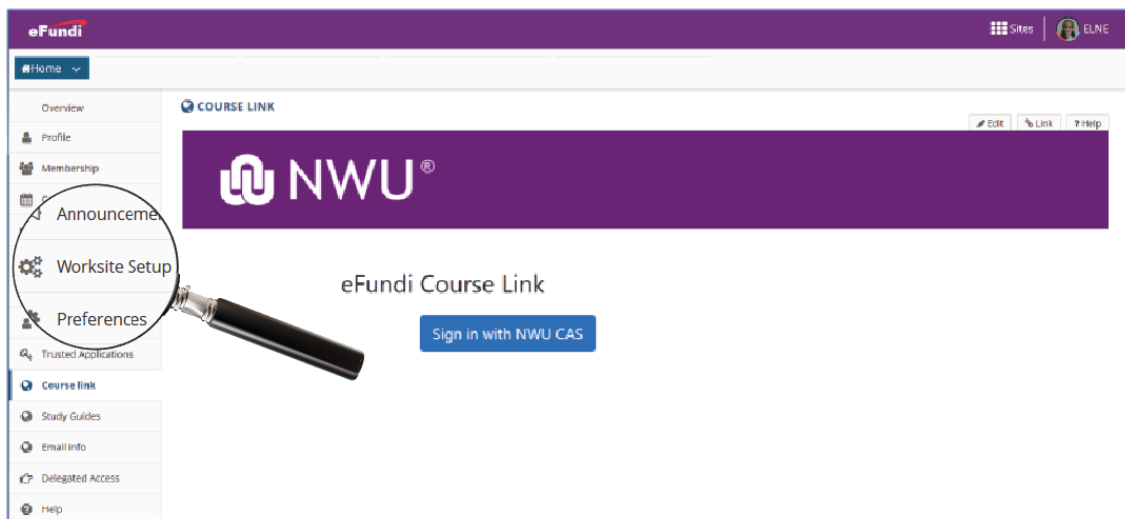 eFundi
Sites
ELNE
Home
Overview
COURSE LINK
Edit
Link
? Help
Profile
NWU®
Membership
Announceme
Worksite Setup
eFundi Course Link
Preferences
Sign in with NWU CAS
Trusted Applications
Course link
Study Guides
Email info
Delegated Access
Help